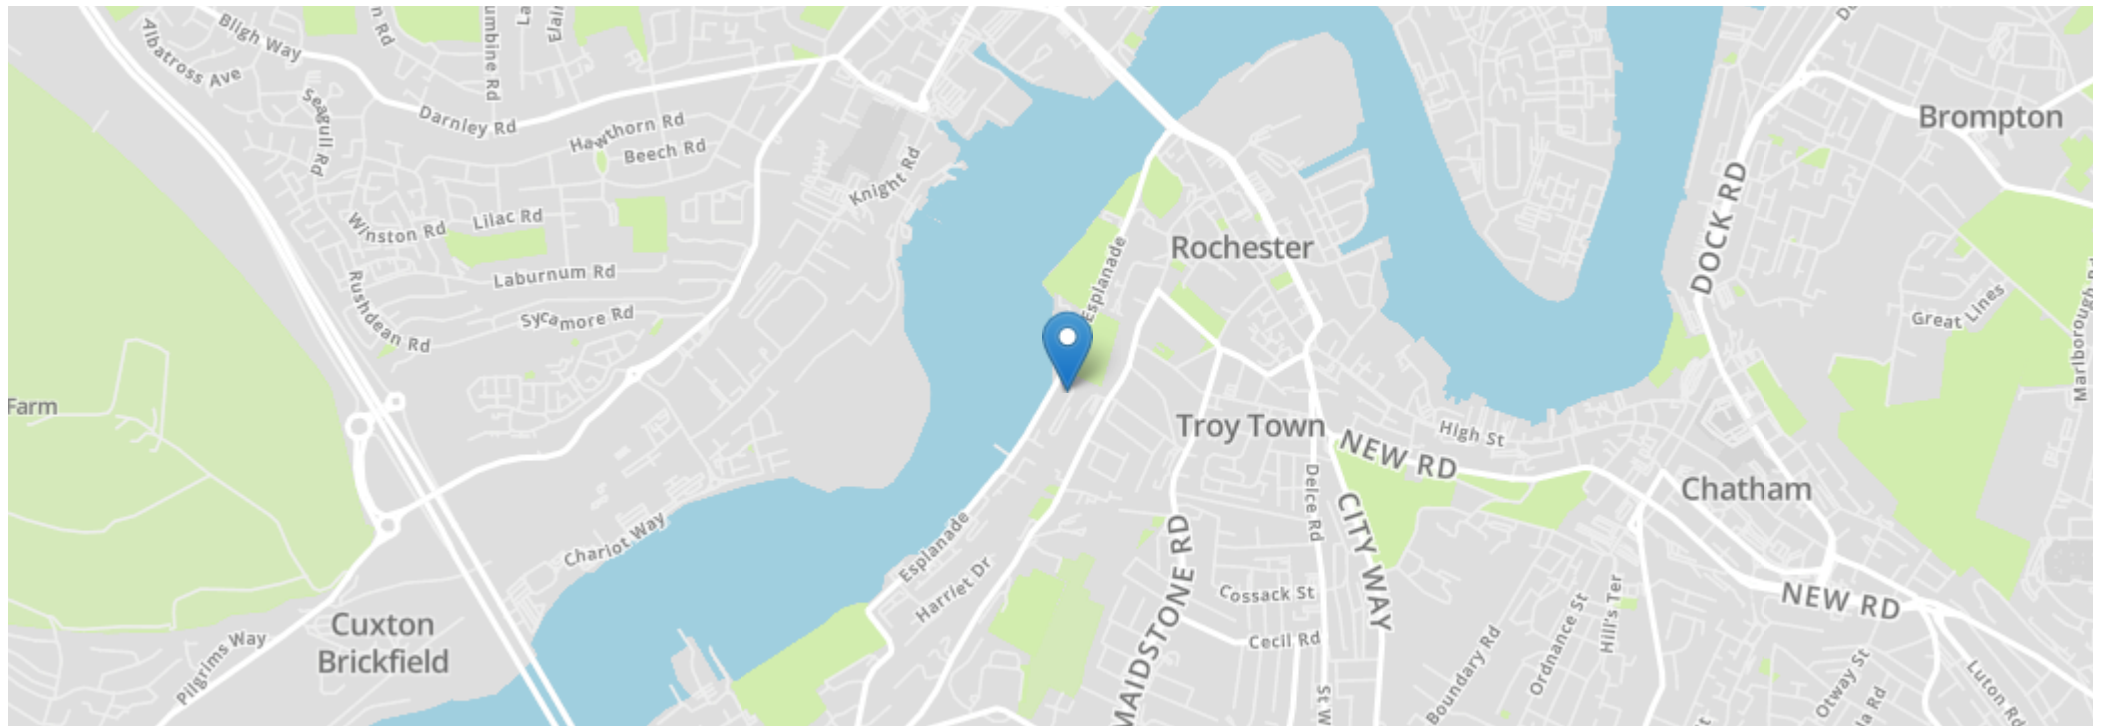 Bligh Way
Albatross Ave
Seagull Rd
Darnley Rd
Hawthorn Rd
Beech Rd
Knight Rd
Winston Rd
Lilac Rd
Laburnum Rd
Rushdean Rd
Sycamore Rd
Farm
Esplanade
Rochester
DOCK RD
Brompton
Great Lines
Marlborough Rd
Troy Town
NEW RD
High St
Chatham
Delce Rd
CITY WAY
Chariot Way
Esplanade
Harriet Dr
MAIDSTONE RD
Cossack St
Cecil Rd
Cuxton
Brickfield
Pilgrims Way
Boundary Rd
Ordnance St
Hill's Ter
NEW RD
Otway St
Luton Rd